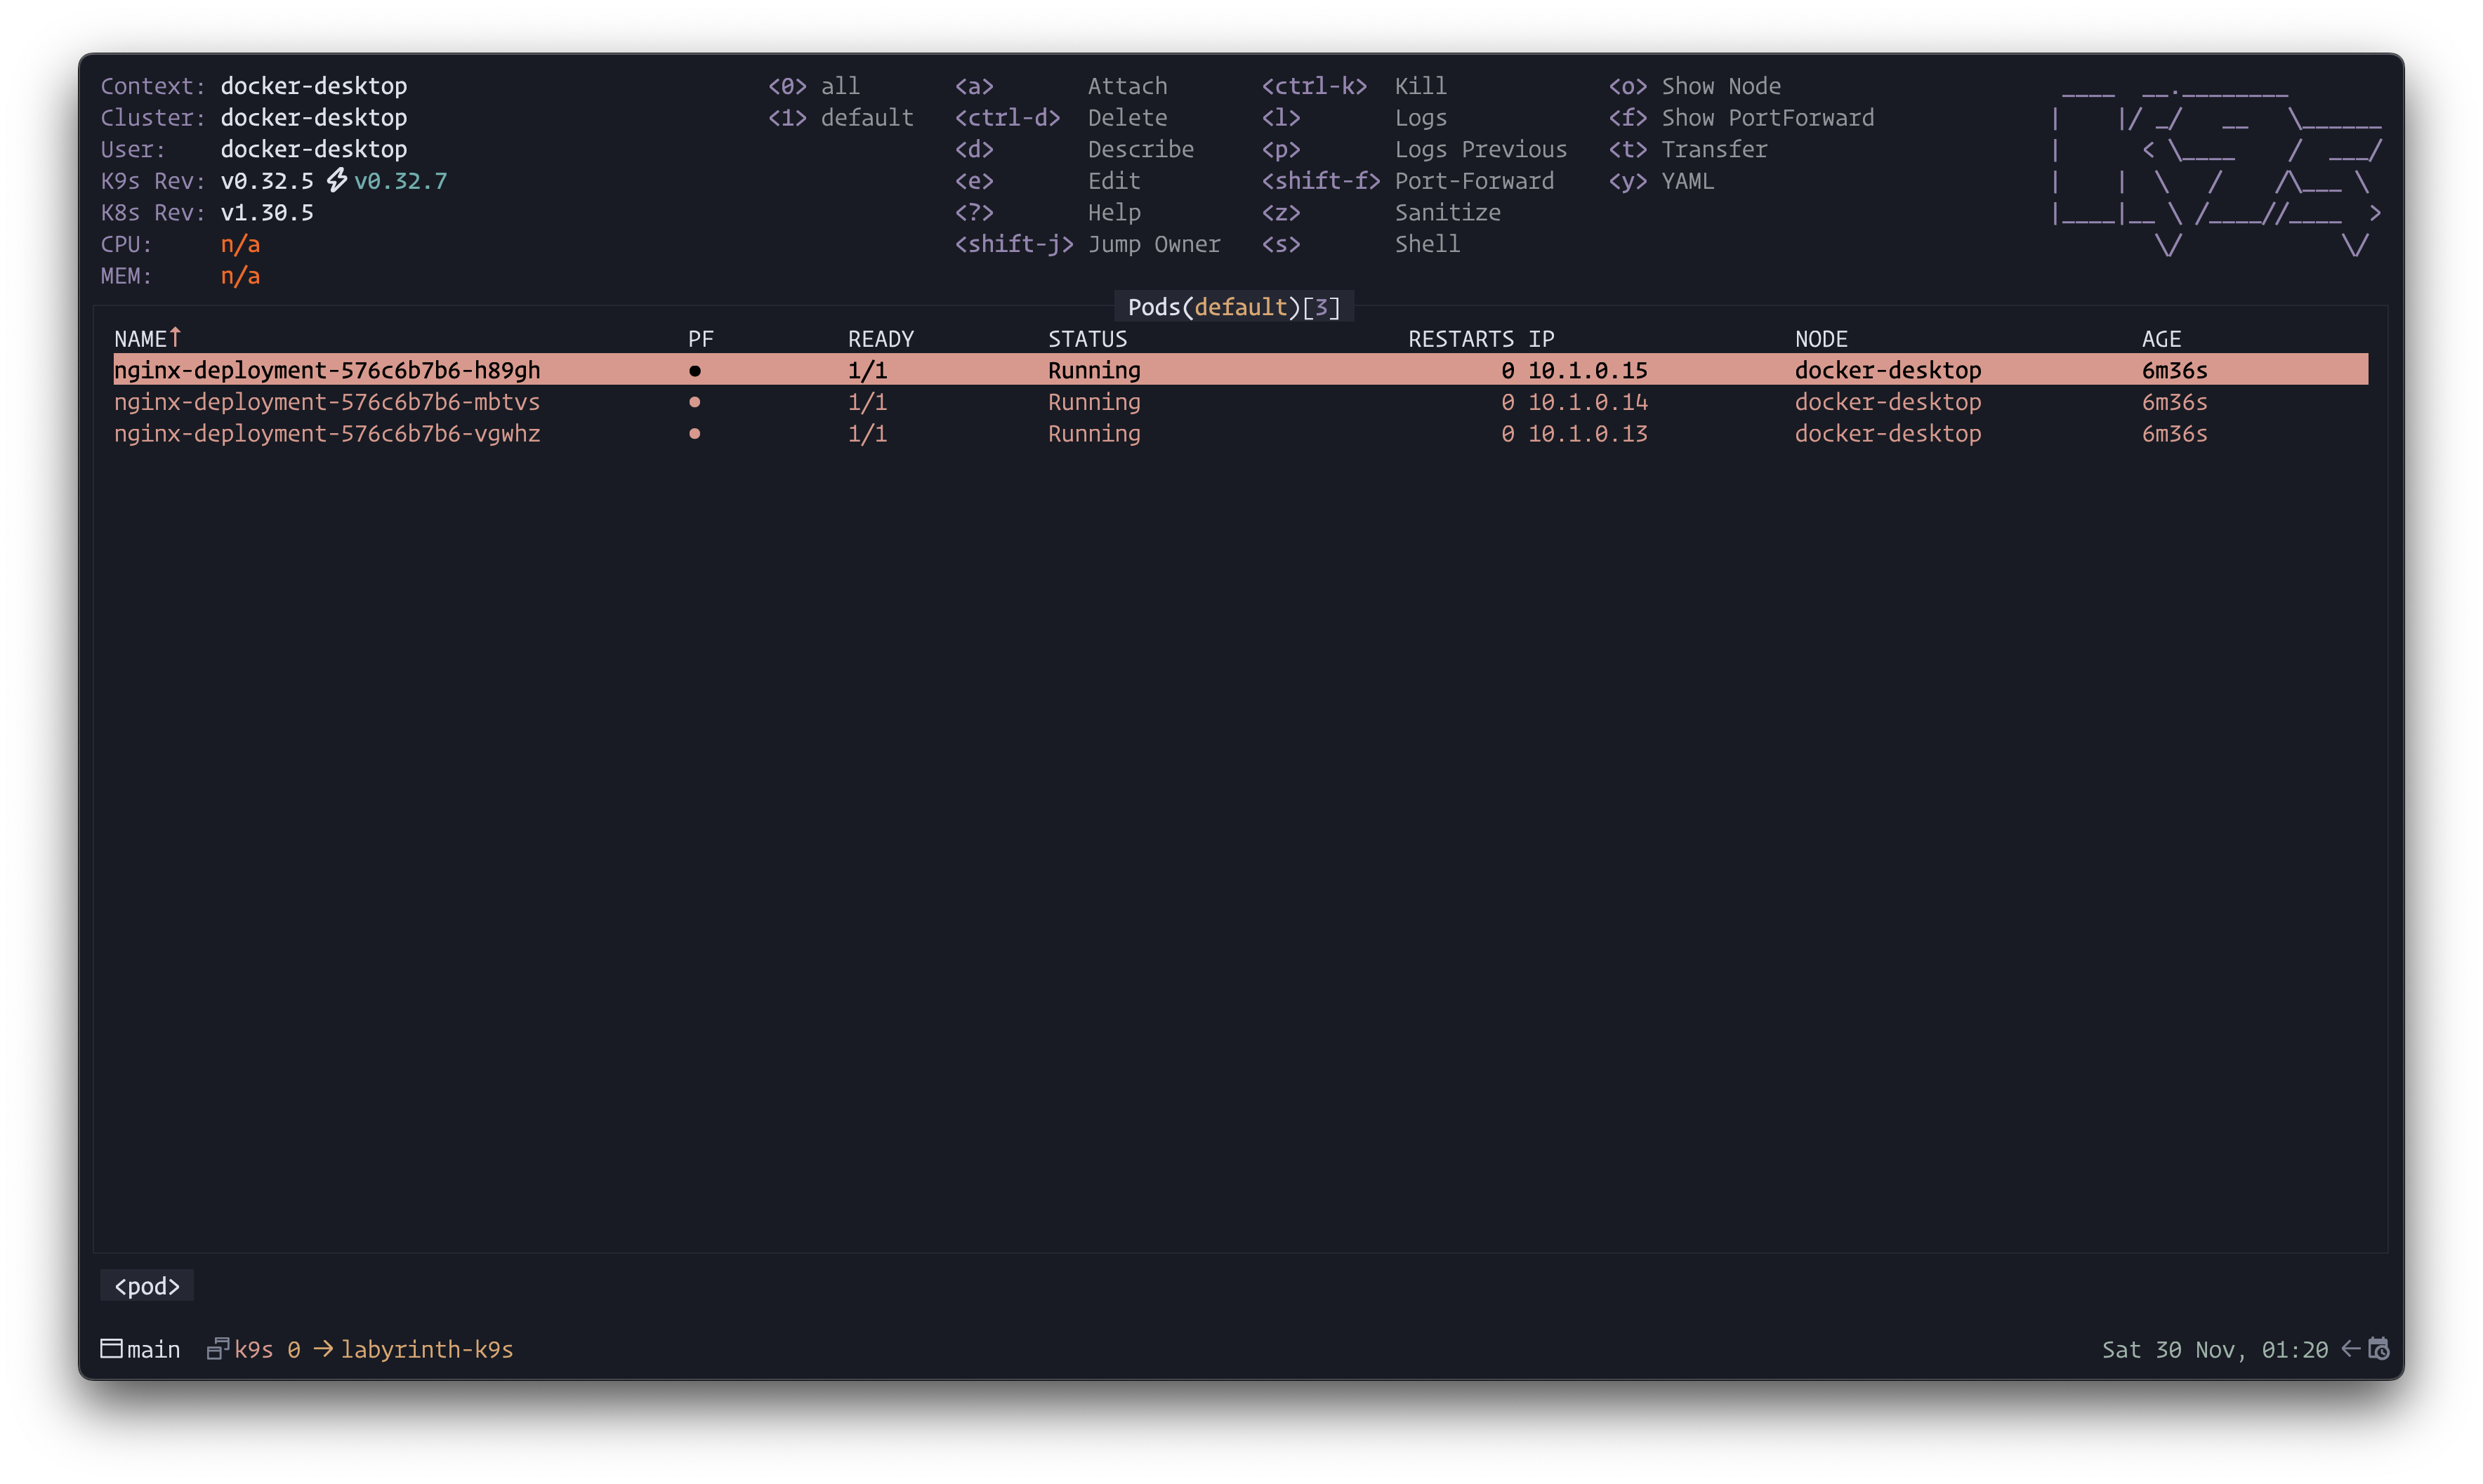 Context: docker-desktop <0> all <a> Attach <ctrl-k> Kill <o> Show Node
Cluster: docker-desktop <1> default <ctrl-d> Delete <l> Logs <f> Show PortForward
User: docker-desktop <d> Describe <p> Logs Previous <t> Transfer
K9s Rev: v0.32.5 ⚡v0.32.7 <e> Edit <shift-f> Port-Forward <y> YAML
K8s Rev: v1.30.5 <?> Help <z> Sanitize
CPU: n/a <shift-j> Jump Owner <s> Shell
MEM: n/a
Pods(default)[3]
NAME↑ PF READY STATUS RESTARTS IP NODE AGE
nginx-deployment-576c6b7b6-h89gh ● 1/1 Running 0 10.1.0.15 docker-desktop 6m36s
nginx-deployment-576c6b7b6-mbtvs ● 1/1 Running 0 10.1.0.14 docker-desktop 6m36s
nginx-deployment-576c6b7b6-vgwhz ● 1/1 Running 0 10.1.0.13 docker-desktop 6m36s
<pod>
main k9s 0 → labyrinth-k9s Sat 30 Nov, 01:20 ←